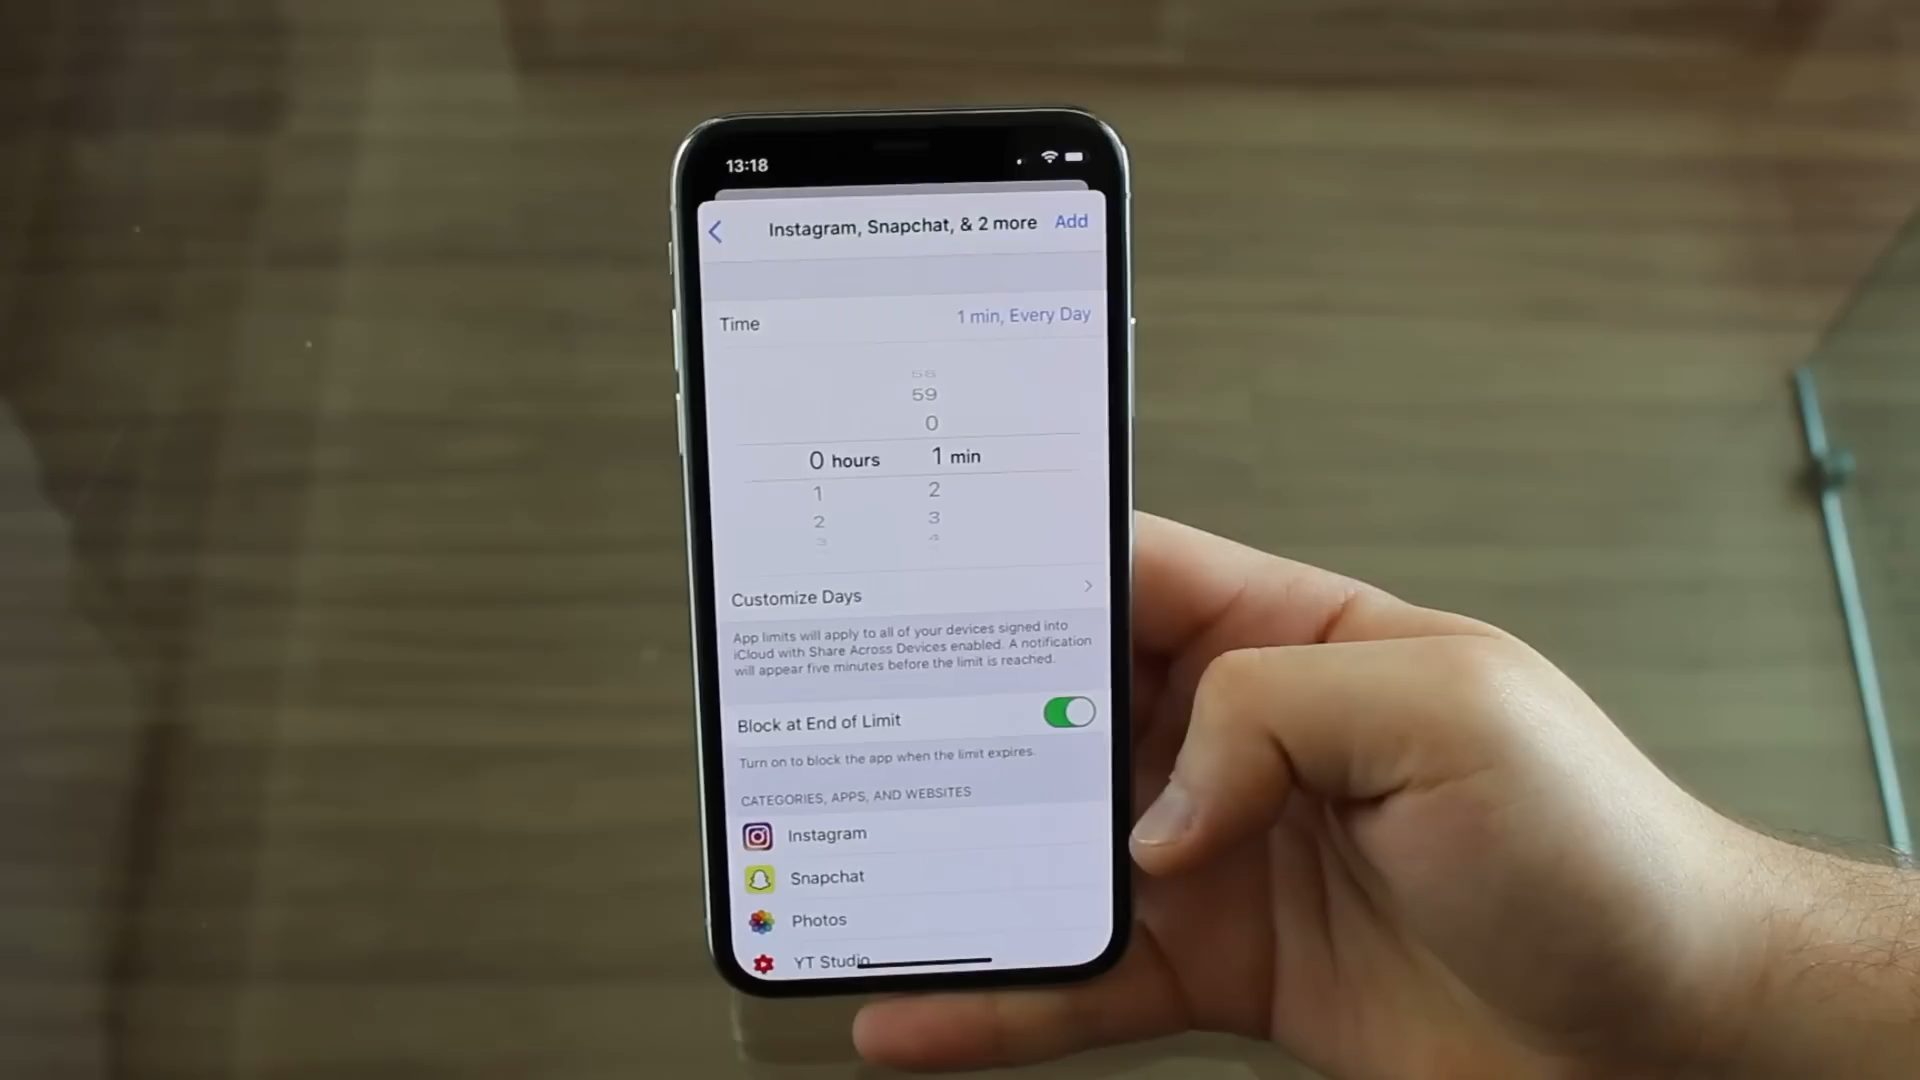 13:18
Instagram, Snapchat, & 2 more Add
Time 1 min, Every Day
58
59
0
0 hours 1 min
1 2
2 3
3 4
Customize Days
App limits will apply to all of your devices signed into
iCloud with Share Across Devices enabled. A notification
will appear five minutes before the limit is reached.
Block at End of Limit
Turn on to block the app when the limit expires.
CATEGORIES, APPS, AND WEBSITES
Instagram
Snapchat
Photos
YT Studio